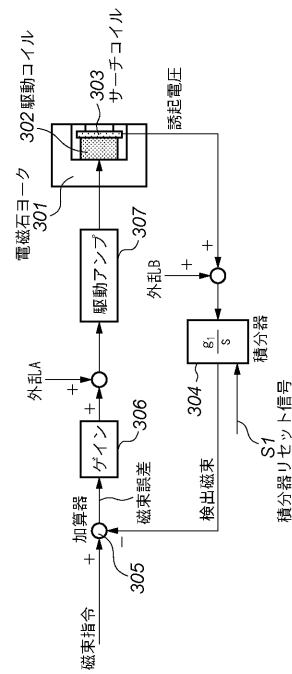 磁束指令
+
−
加算器
305
磁束誤差
ゲイン
306
外乱A
+
+
駆動アンプ
307
電磁石ヨーク
301
302 駆動コイル
303
サーチコイル
誘起電圧
外乱B
+
+
g₁
s
304
積分器
S1
積分器リセット信号
検出磁束